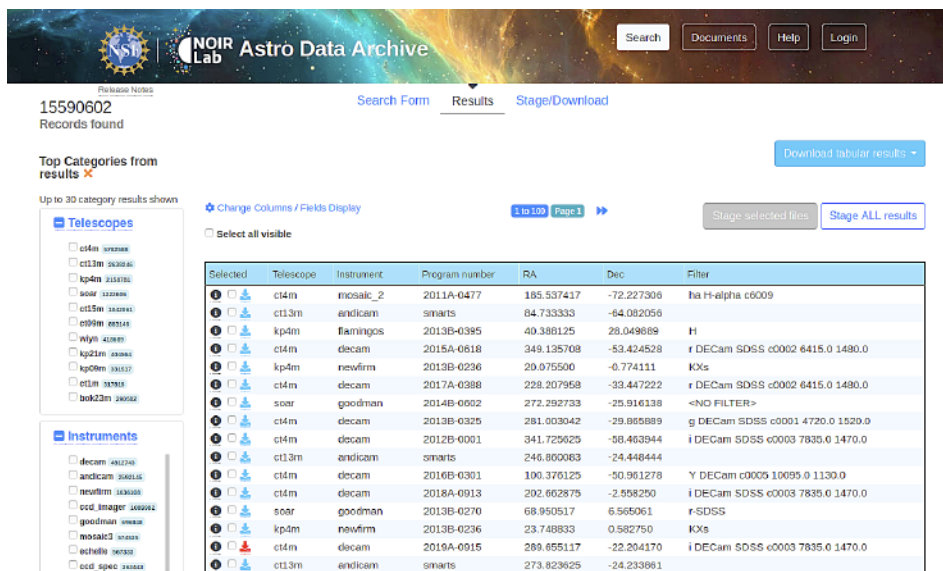 NSF NOIR Lab Astro Data Archive Search Documents Help Login
Release Notes
15590602
Records found
Search Form Results Stage/Download
Download tabular results
Top Categories from
results
Up to 30 category results shown
Change Columns / Fields Display 1 to 100 Page 1 Stage selected files Stage ALL results
Select all visible
Telescopes
ct4m
ct13m
kp4m
soar
ct15m
ct09m
wiyn
kp21m
kp09m
ct1m
bok23m
Instruments
decam
andicam
newfirm
ccd_imager
goodman
mosaic3
echelle
ccd_spec
Selected Telescope Instrument Program number RA Dec Filter
ct4m mosaic_2 2011A-0477 185.537417 -72.227306 ha H-alpha c6009
ct13m andicam smarts 84.733333 -64.082056
kp4m flamingos 2013B-0395 40.388125 28.049889 H
ct4m decam 2015A-0618 349.135708 -53.424528 r DECam SDSS c0002 6415.0 1480.0
kp4m newfirm 2013B-0236 20.075500 -0.774111 KXs
ct4m decam 2017A-0388 228.207958 -33.447222 r DECam SDSS c0002 6415.0 1480.0
soar goodman 2014B-0602 272.292733 -25.916138 <NO FILTER>
ct4m decam 2013B-0325 281.003042 -29.865889 g DECam SDSS c0001 4720.0 1520.0
ct4m decam 2012B-0001 341.725625 -58.463944 i DECam SDSS c0003 7835.0 1470.0
ct13m andicam smarts 246.860083 -24.448444
ct4m decam 2016B-0301 100.376125 -50.961278 Y DECam c0005 10095.0 1130.0
ct4m decam 2018A-0913 202.662875 -2.558250 i DECam SDSS c0003 7835.0 1470.0
soar goodman 2013B-0270 68.950517 6.565061 r-SDSS
kp4m newfirm 2013B-0236 23.748833 0.582750 KXs
ct4m decam 2019A-0915 289.655117 -22.204170 i DECam SDSS c0003 7835.0 1470.0
ct13m andicam smarts 273.823625 -24.233861